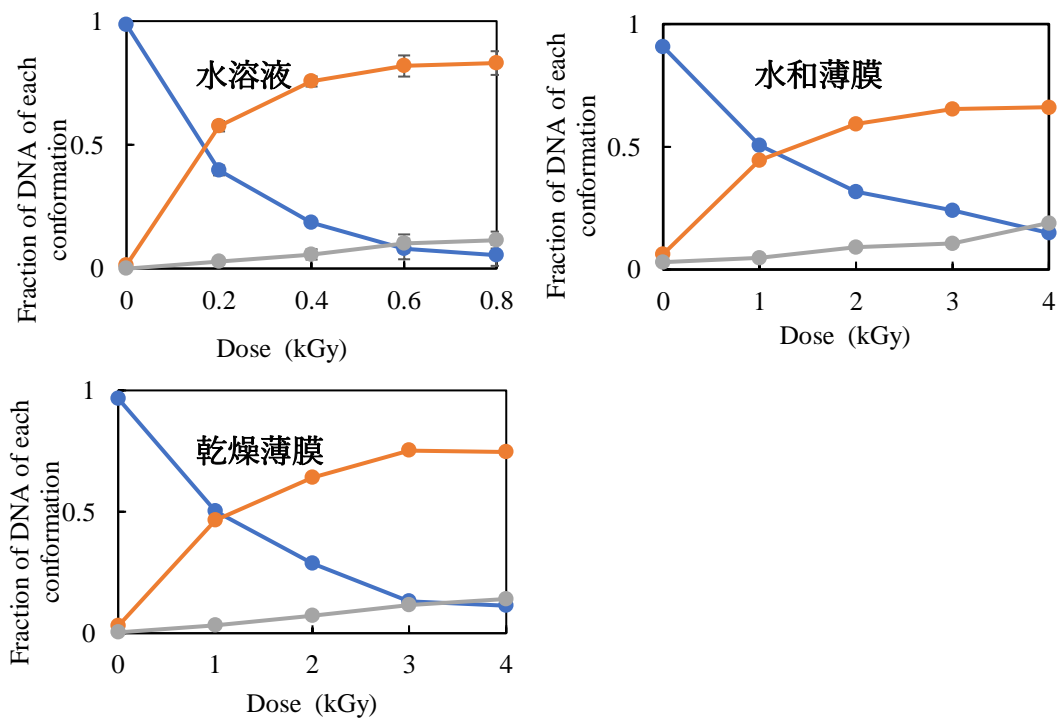 Fraction of DNA of each
conformation
1
0.5
0
水溶液
0 0.2 0.4 0.6 0.8
Dose (kGy)
Fraction of DNA of each
conformation
1
0.5
0
水和薄膜
0 1 2 3 4
Dose (kGy)
Fraction of DNA of each
conformation
1
0.5
0
乾燥薄膜
0 1 2 3 4
Dose (kGy)